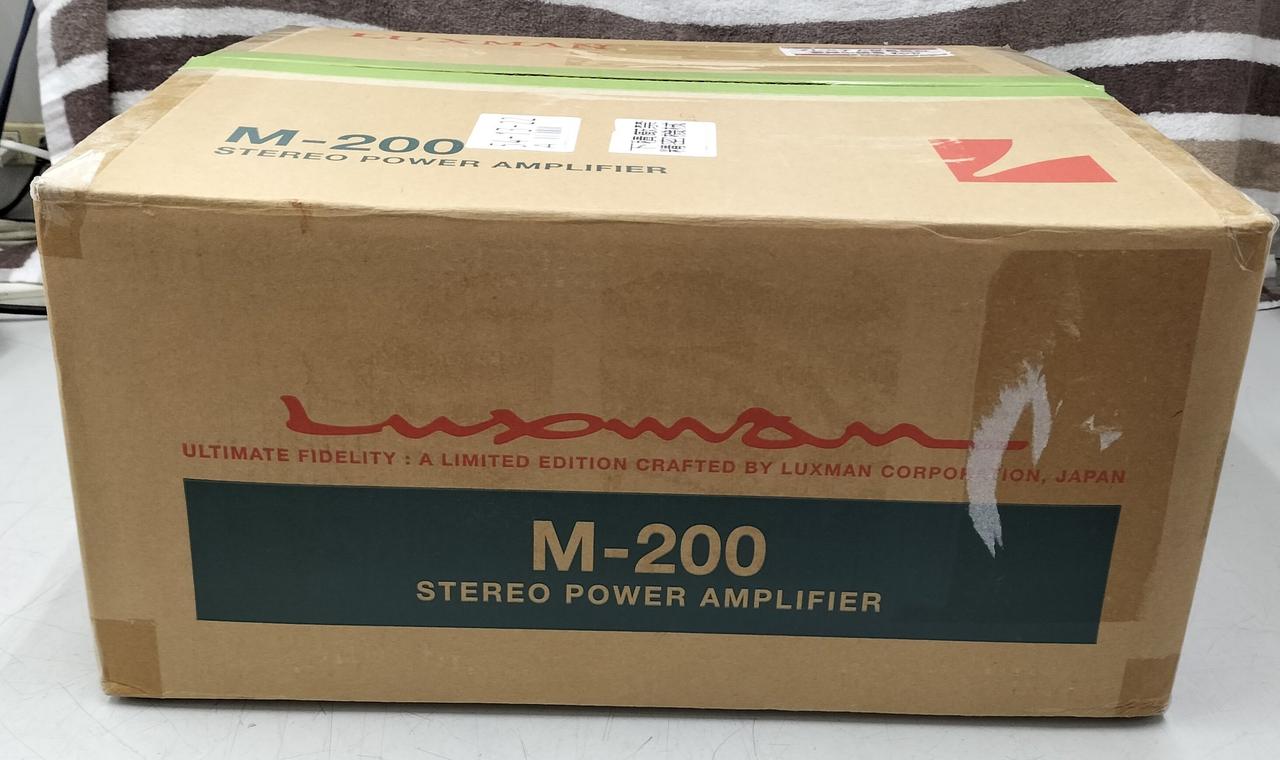 LUXMAN
M-200
STEREO POWER AMPLIFIER
Luxman
ULTIMATE FIDELITY : A LIMITED EDITION CRAFTED BY LUXMAN CORPORATION, JAPAN
M-200
STEREO POWER AMPLIFIER